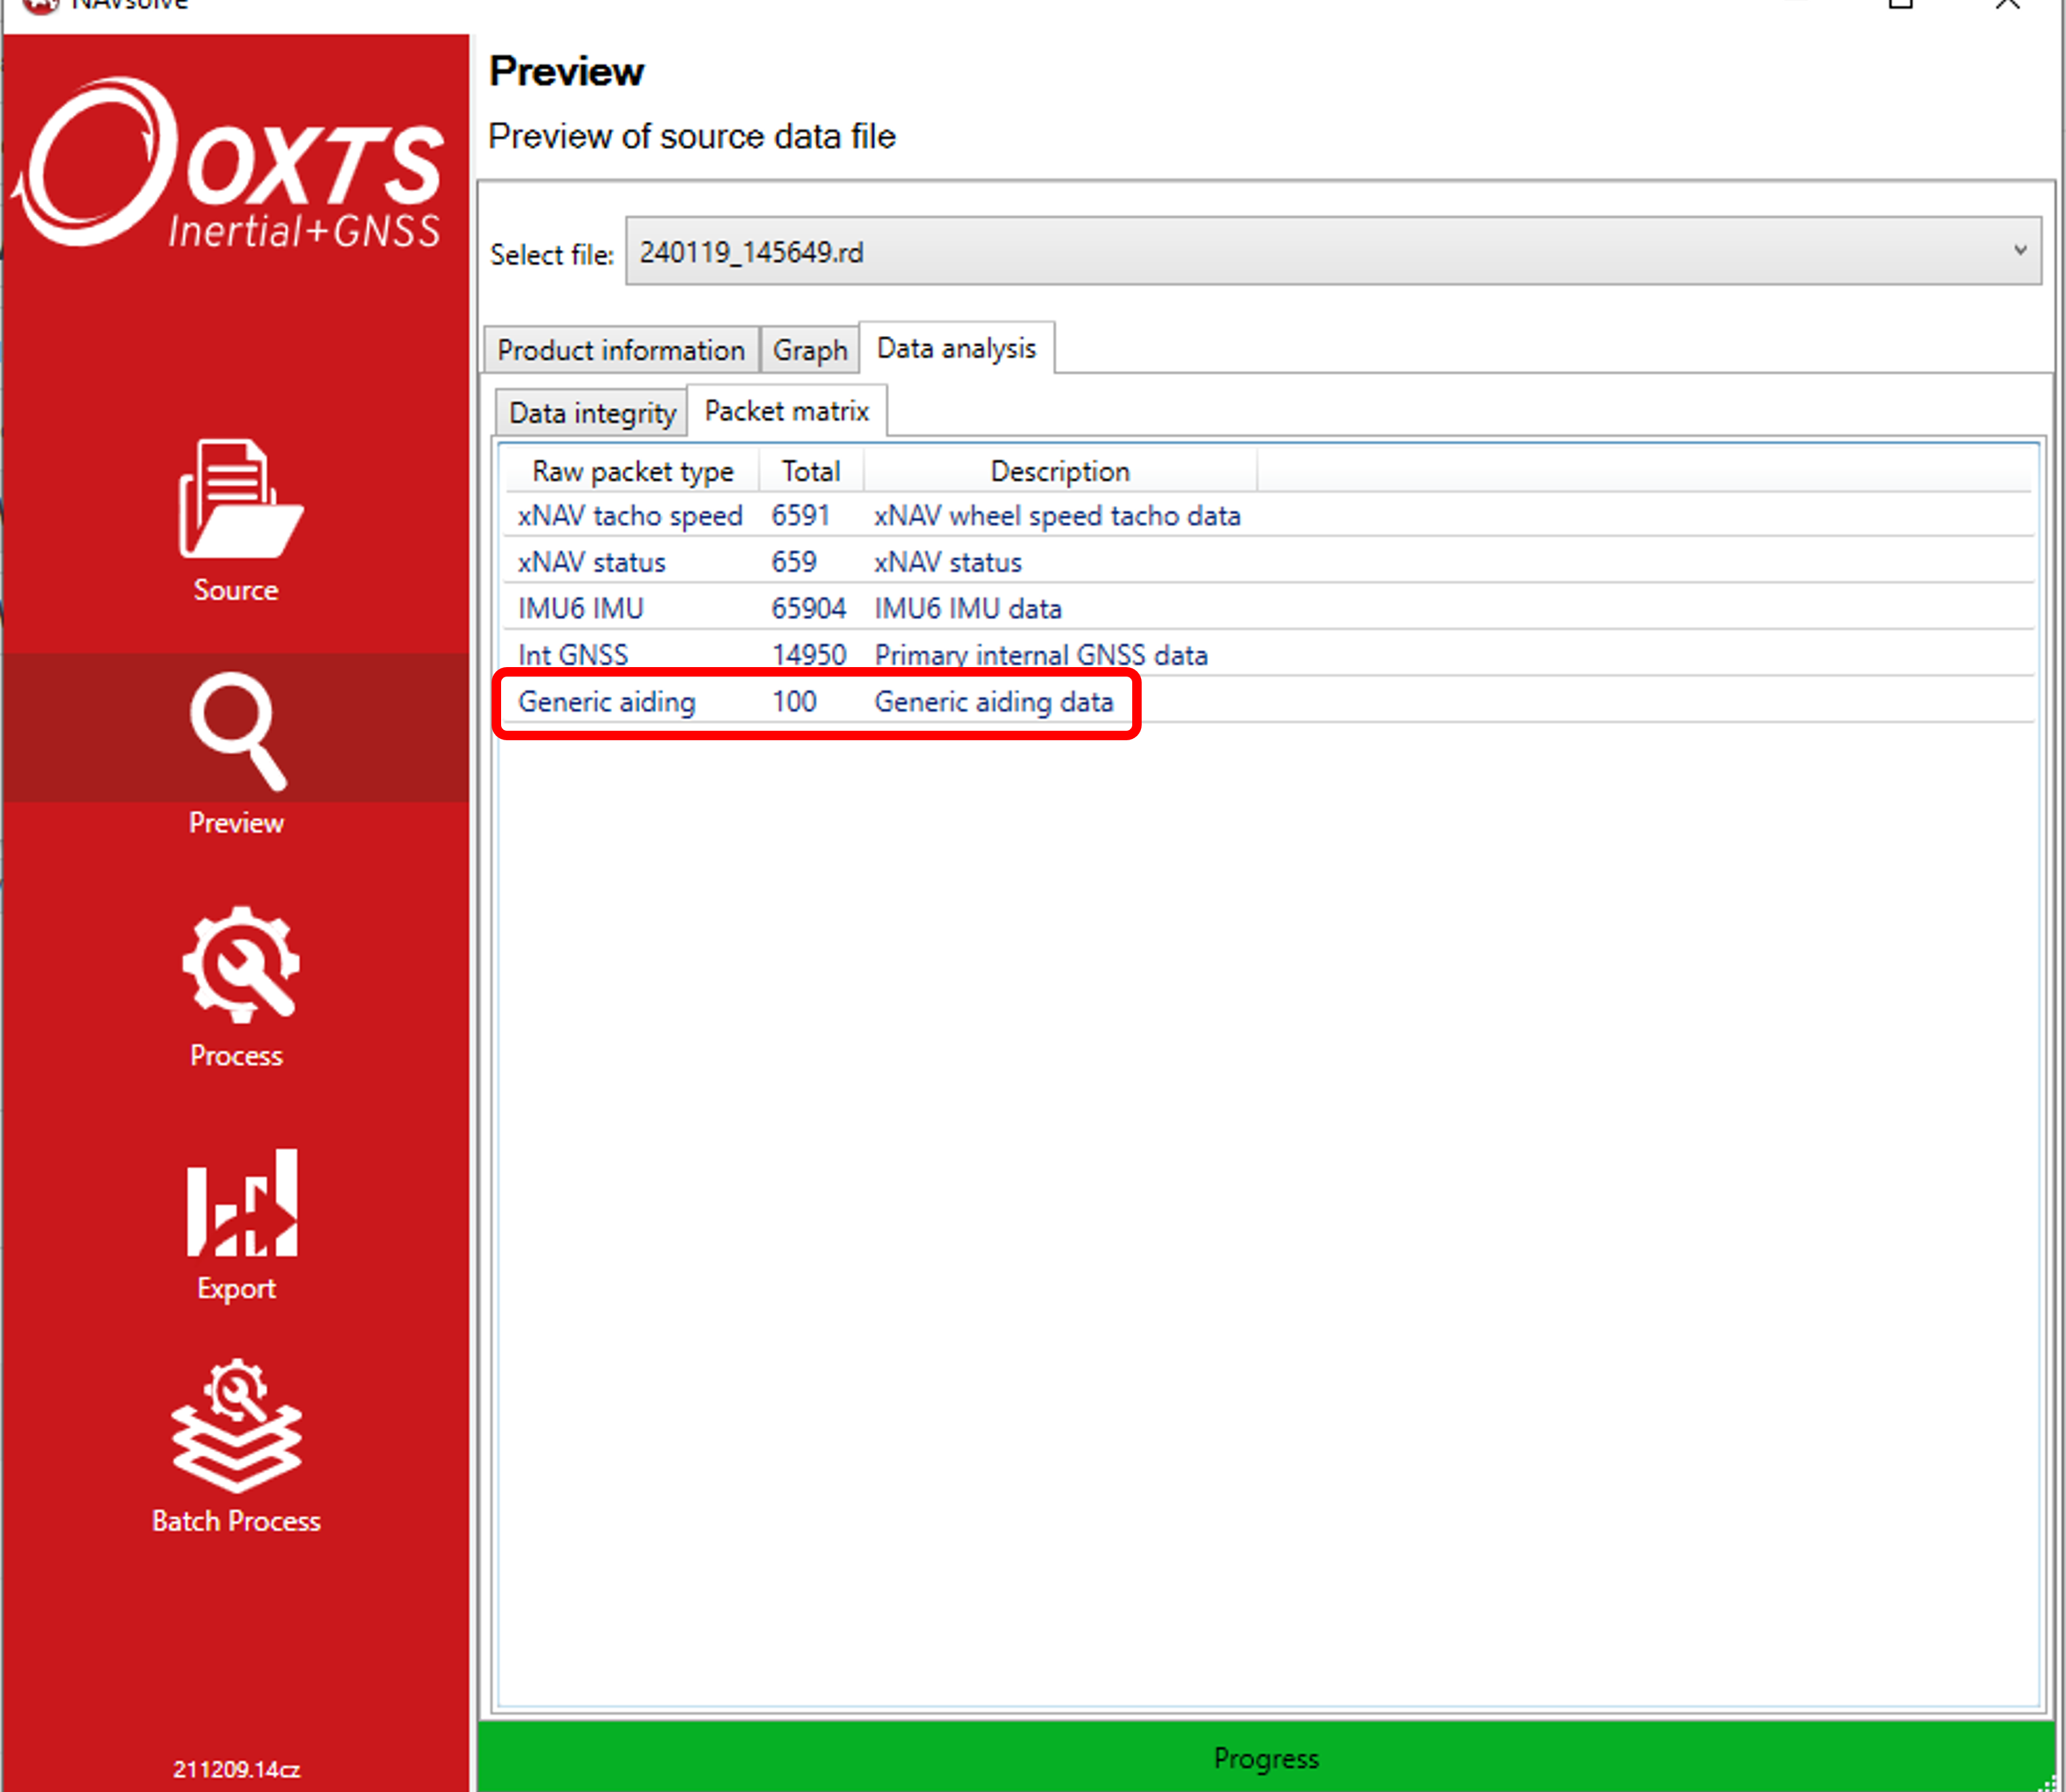 NAVsolve
OXTS
Inertial+GNSS
Source
Preview
Process
Export
Batch Process
211209.14cz
Preview
Preview of source data file
Select file: 240119_145649.rd
Product information Graph Data analysis
Data integrity Packet matrix
Raw packet type Total Description
xNAV tacho speed 6591 xNAV wheel speed tacho data
xNAV status 659 xNAV status
IMU6 IMU 65904 IMU6 IMU data
Int GNSS 14950 Primary internal GNSS data
Generic aiding 100 Generic aiding data
Progress